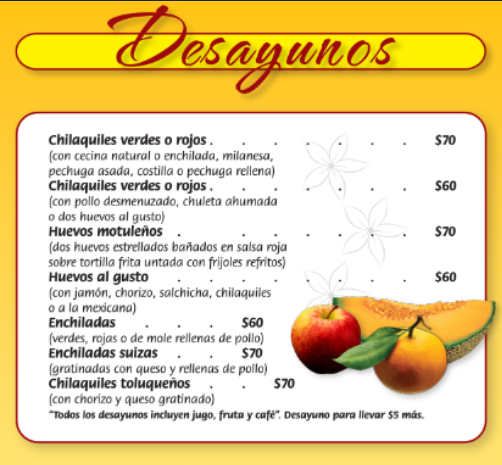 Desayunos
Chilaquiles verdes o rojos . . . . . . . $70
(con cecina natural o enchilada, milanesa,
pechuga asada, costilla o pechuga rellena)
Chilaquiles verdes o rojos . . . . . . . $60
(con pollo desmenuzado, chuleta ahumada
o dos huevos al gusto)
Huevos motuleños . . . . . . . . $70
(dos huevos estrellados bañados en salsa roja
sobre tortilla frita untada con frijoles refritos)
Huevos al gusto . . . . . . . . $60
(con jamón, chorizo, salchicha, chilaquiles
o a la mexicana)
Enchiladas . . . $60
(verdes, rojas o de mole rellenas de pollo)
Enchiladas suizas . . $70
(gratinadas con queso y rellenas de pollo)
Chilaquiles toluqueños . . $70
(con chorizo y queso gratinado)
"Todos los desayunos incluyen jugo, fruta y café". Desayuno para llevar $5 más.